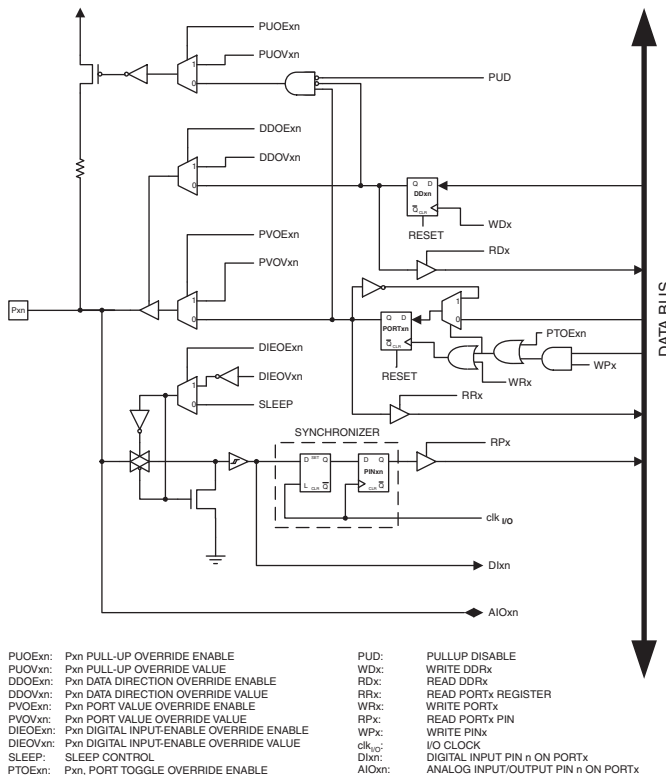 PUOExn
PUOVxn
1
0
PUD
DDOExn
DDOVxn
1
0
Q D
DDxn
Q CLR
WDx
RESET
PVOExn
RDx
PVOVxn
1
Pxn
0
1
0
Q D
PORTxn
Q CLR
PTOExn
DATA BUS
DIEOExn
WPx
RESET
WRx
DIEOVxn
1
0
SLEEP
RRx
SYNCHRONIZER
RPx
D SET Q
L CLR Q
D Q
PINxn
CLR Q
clk I/O
DIxn
AIOxn
PUOExn: Pxn PULL-UP OVERRIDE ENABLE
PUOVxn: Pxn PULL-UP OVERRIDE VALUE
DDOExn: Pxn DATA DIRECTION OVERRIDE ENABLE
DDOVxn: Pxn DATA DIRECTION OVERRIDE VALUE
PVOExn: Pxn PORT VALUE OVERRIDE ENABLE
PVOVxn: Pxn PORT VALUE OVERRIDE VALUE
DIEOExn: Pxn DIGITAL INPUT-ENABLE OVERRIDE ENABLE
DIEOVxn: Pxn DIGITAL INPUT-ENABLE OVERRIDE VALUE
SLEEP: SLEEP CONTROL
PTOExn: Pxn, PORT TOGGLE OVERRIDE ENABLE
PUD: PULLUP DISABLE
WDx: WRITE DDRx
RDx: READ DDRx
RRx: READ PORTx REGISTER
WRx: WRITE PORTx
RPx: READ PORTx PIN
WPx: WRITE PINx
clkI/O: I/O CLOCK
DIxn: DIGITAL INPUT PIN n ON PORTx
AIOxn: ANALOG INPUT/OUTPUT PIN n ON PORTx